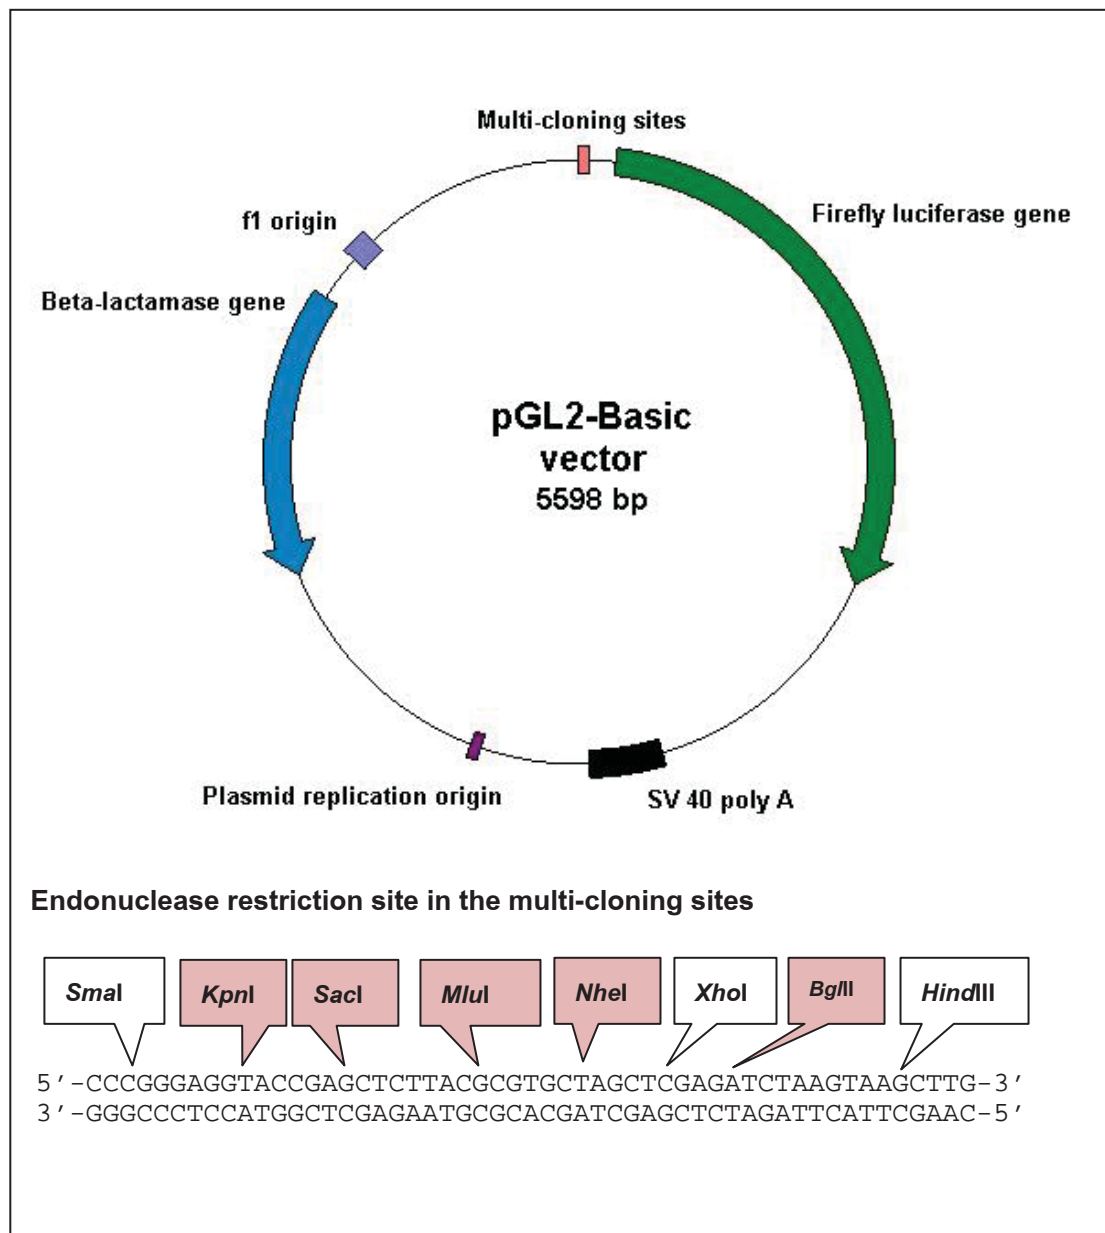 Multi-cloning sites
Firefly luciferase gene
f1 origin
Beta-lactamase gene
pGL2-Basic
vector
5598 bp
Plasmid replication origin
SV 40 poly A
Endonuclease restriction site in the multi-cloning sites
SmaI KpnI SacI MluI NheI XhoI BglII HindIII
5′-CCCGGGAGGTACCGAGCTCTTACGCGTGCTAGCTCGAGATCTAAGTAAGCTTG-3′
3′-GGGCCCTCCATGGCTCGAGAATGCGCACGATCGAGCTCTAGATTCATTCGAAC-5′